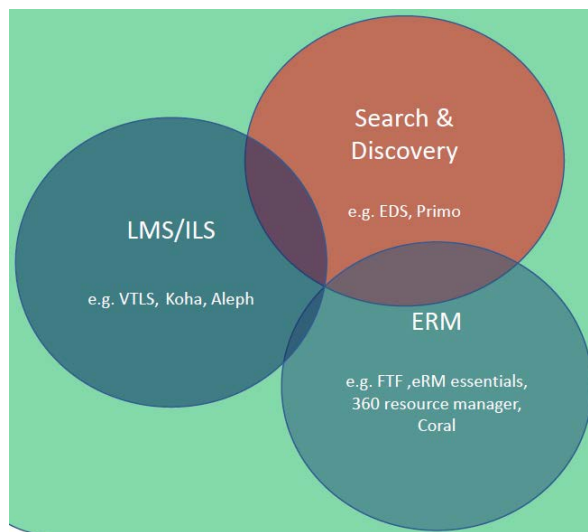 Search &
Discovery
e.g. EDS, Primo
LMS/ILS
e.g. VTLS, Koha, Aleph
ERM
e.g. FTF ,eRM essentials,
360 resource manager,
Coral